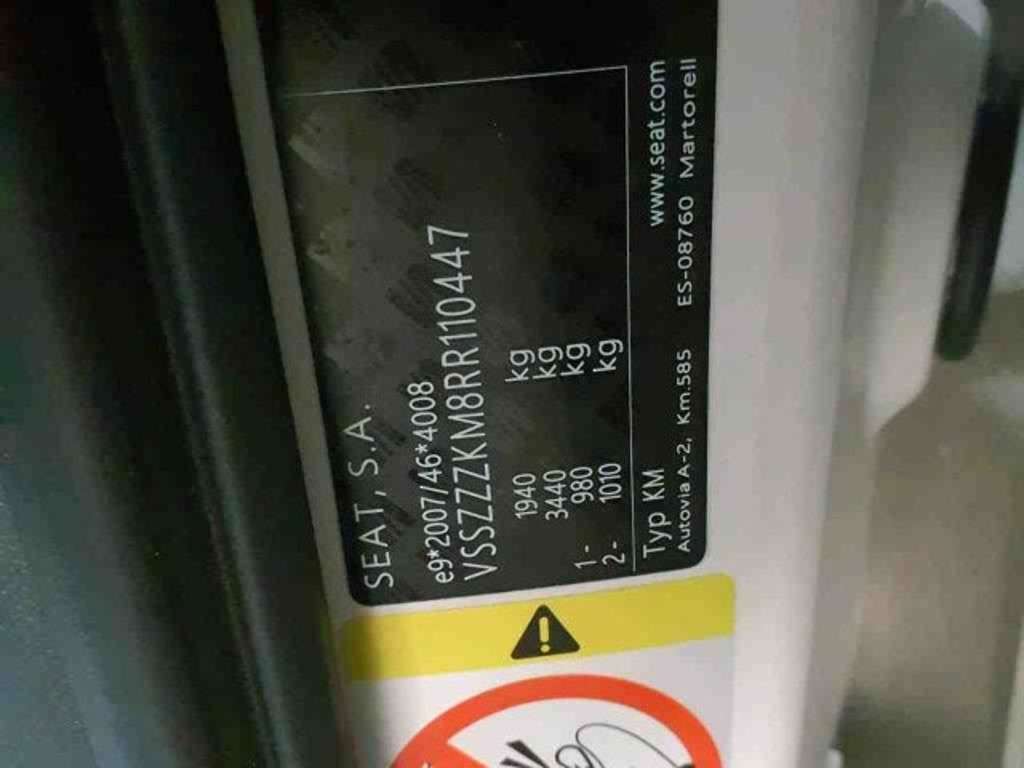 SEAT, S.A.
e9*2007/46*4008
VSSZZZKM8RR110447
1940 kg
3440 kg
1- 980 kg
2- 1010 kg
Typ KM www.seat.com
Autovia A-2, Km.585 ES-08760 Martorell